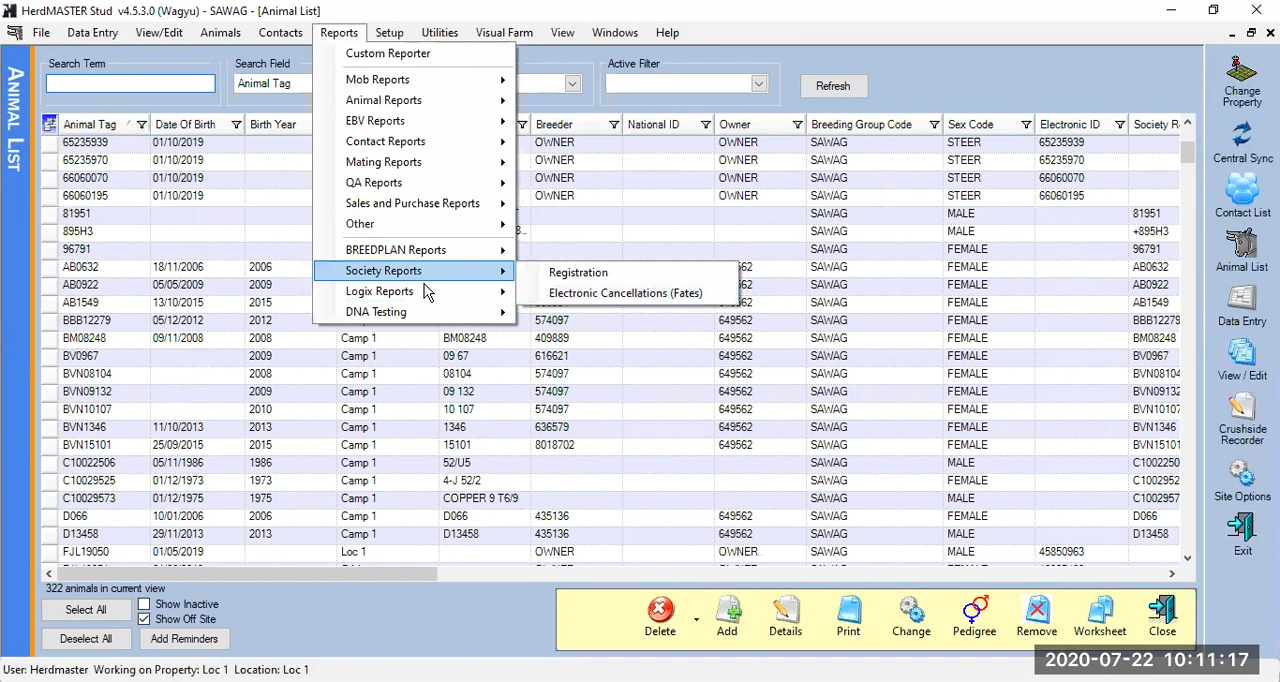 HerdMASTER Stud v4.5.3.0 (Wagyu) - SAWAG - [Animal List]
File Data Entry View/Edit Animals Contacts Reports Setup Utilities Visual Farm View Windows Help
ANIMAL LIST
Search Term Search Field Active Filter
Animal Tag Refresh
Custom Reporter
Mob Reports
Animal Reports
EBV Reports
Contact Reports
Mating Reports
QA Reports
Sales and Purchase Reports
Other
BREEDPLAN Reports
Society Reports
Logix Reports
DNA Testing
Registration
Electronic Cancellations (Fates)
Animal Tag Date Of Birth Birth Year Breeder National ID Owner Breeding Group Code Sex Code Electronic ID Society R
65235939 01/10/2019 OWNER OWNER SAWAG STEER 65235939
65235970 01/10/2019 OWNER OWNER SAWAG STEER 65235970
66060070 01/10/2019 OWNER OWNER SAWAG STEER 66060070
66060195 01/10/2019 OWNER OWNER SAWAG STEER 66060195
81951 SAWAG MALE 81951
895H3 SAWAG MALE +895H3
96791 SAWAG FEMALE 96791
AB0632 18/11/2006 2006 SAWAG FEMALE AB0632
AB0922 05/05/2009 2009 SAWAG FEMALE AB0922
AB1549 13/10/2015 2015 SAWAG FEMALE AB1549
BBB12279 05/12/2012 2012 574097 649562 SAWAG FEMALE BBB12279
BM08248 09/11/2008 2008 Camp 1 BM08248 409889 649562 SAWAG FEMALE BM08248
BV0967 2009 Camp 1 09 67 616621 649562 SAWAG FEMALE BV0967
BVN08104 2008 Camp 1 08104 574097 649562 SAWAG FEMALE BVN08104
BVN09132 2009 Camp 1 09 132 574097 649562 SAWAG FEMALE BVN09132
BVN10107 2010 Camp 1 10 107 574097 649562 SAWAG FEMALE BVN10107
BVN1346 11/10/2013 2013 Camp 1 1346 636579 649562 SAWAG FEMALE BVN1346
BVN15101 25/09/2015 2015 Camp 1 15101 8018702 649562 SAWAG FEMALE BVN15101
C10022506 05/11/1986 1986 Camp 1 52/U5 SAWAG MALE C1002250
C10029525 01/12/1973 1973 Camp 1 4-J 52/2 SAWAG MALE C1002952
C10029573 01/12/1975 1975 Camp 1 COPPER 9 T6/9 SAWAG MALE C1002957
D066 10/01/2006 2006 Camp 1 D066 435136 649562 SAWAG FEMALE D066
D13458 29/11/2013 2013 Camp 1 D13458 435136 649562 SAWAG FEMALE D13458
FJL19050 01/05/2019 Loc 1 OWNER OWNER SAWAG MALE 45850963
322 animals in current view
Select All Show Inactive
Show Off Site
Deselect All Add Reminders
Delete Add Details Print Change Pedigree Remove Worksheet Close
Change
Property
Central Sync
Contact List
Animal List
Data Entry
View / Edit
Crushside
Recorder
Site Options
Exit
User: Herdmaster Working on Property: Loc 1 Location: Loc 1
2020-07-22 10:11:17